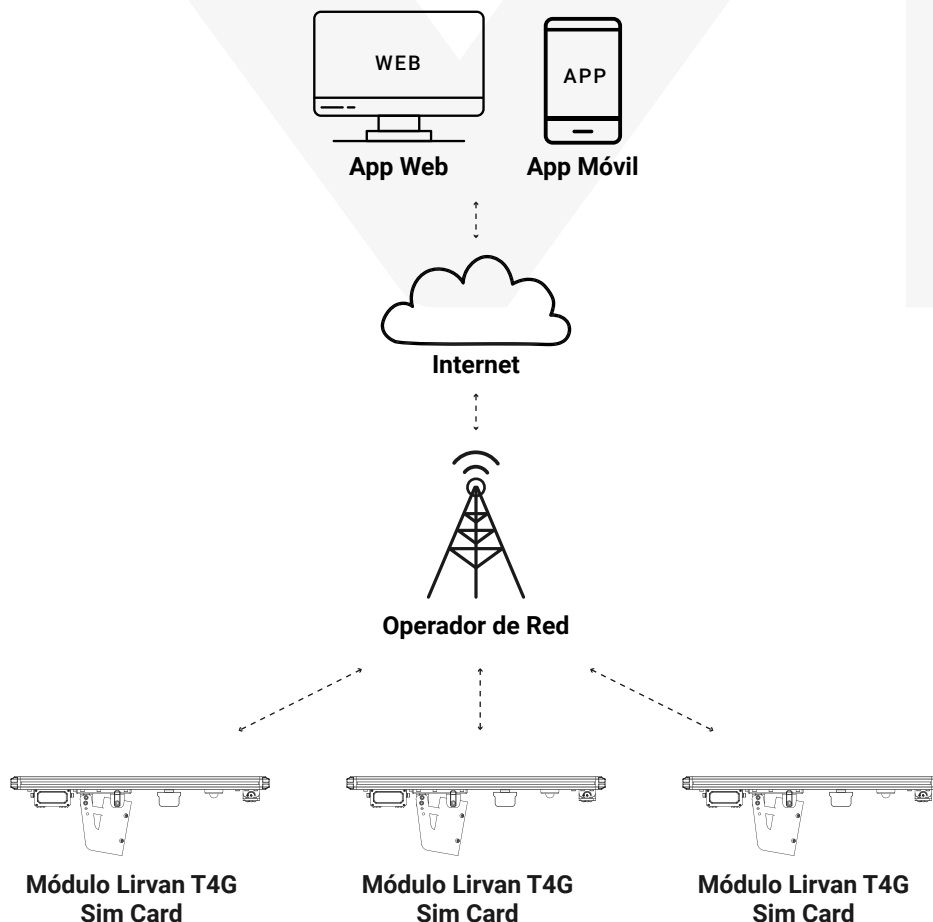 WEB
APP
App Web
App Móvil
Internet
Operador de Red
Módulo Lirvan T4G
Sim Card
Módulo Lirvan T4G
Sim Card
Módulo Lirvan T4G
Sim Card